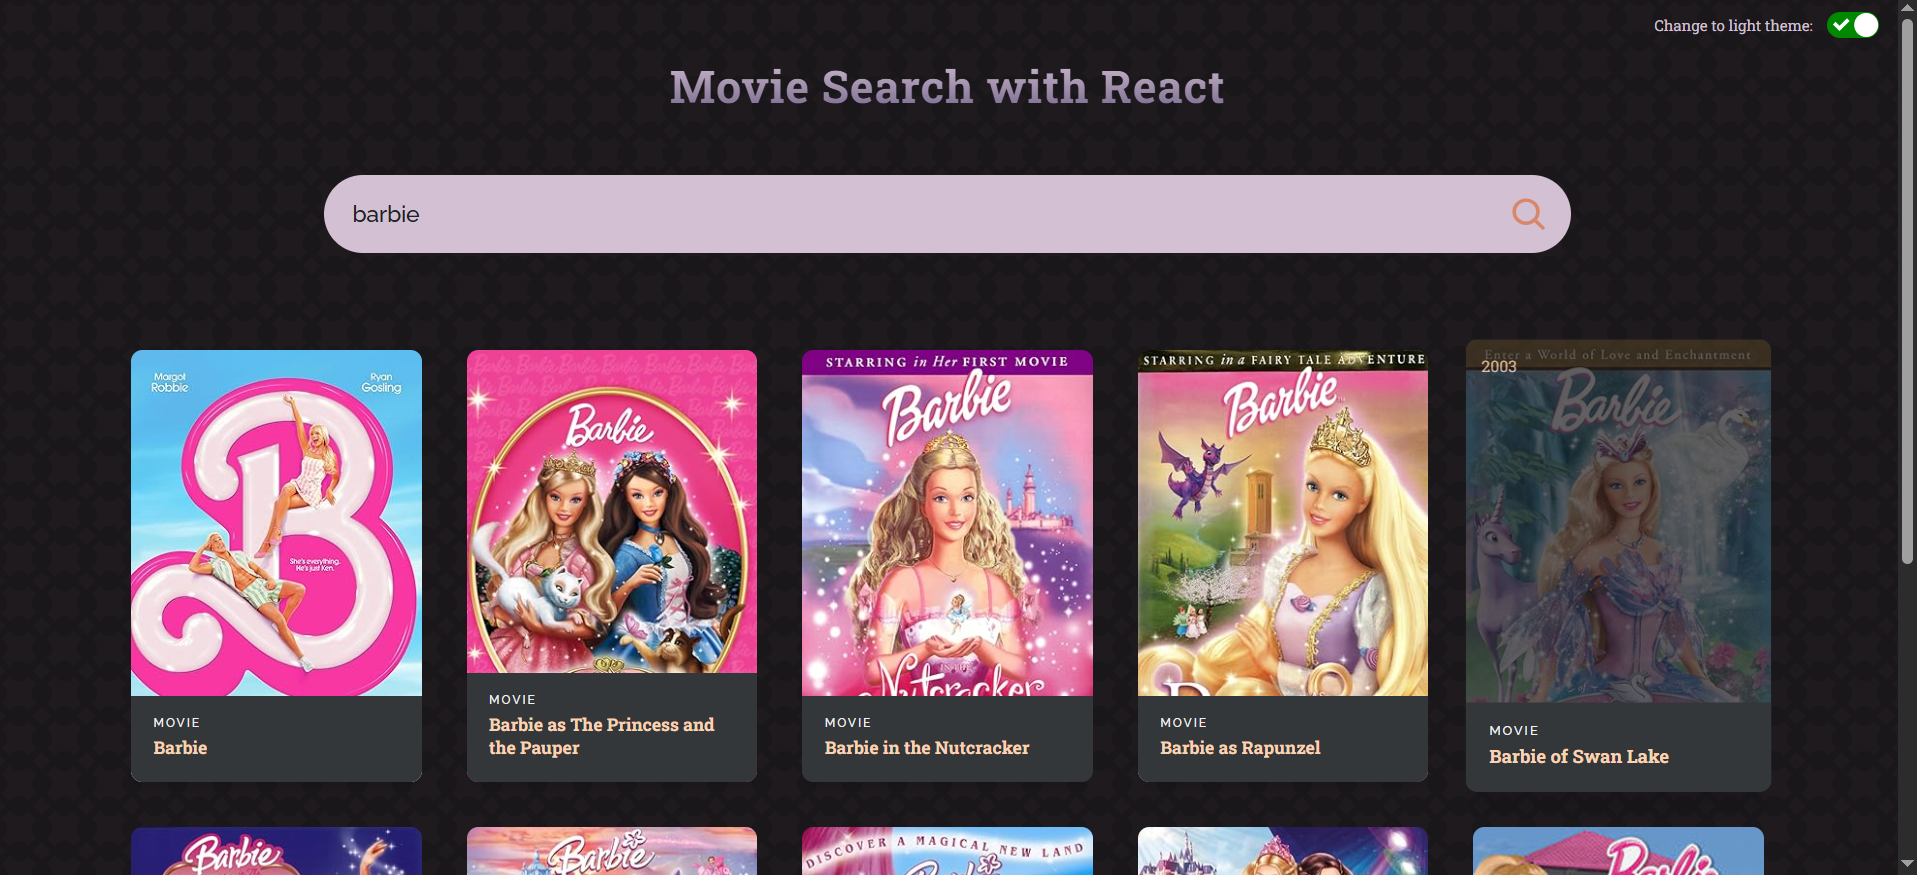 Change to light theme:
Movie Search with React
barbie
Margot
Robbie
Ryan
Gosling
She's everything.
He's just Ken.
MOVIE
Barbie
Barbie
MOVIE
Barbie as The Princess and
the Pauper
STARRING in Her FIRST MOVIE
Barbie
IN THE
Nutcracker
MOVIE
Barbie in the Nutcracker
STARRING in a FAIRY TALE ADVENTURE
Barbie
MOVIE
Barbie as Rapunzel
Enter a World of Love and Enchantment
2003
Barbie
MOVIE
Barbie of Swan Lake
Barbie
Barbie
DISCOVER A MAGICAL NEW LAND
Barbie
Barbie